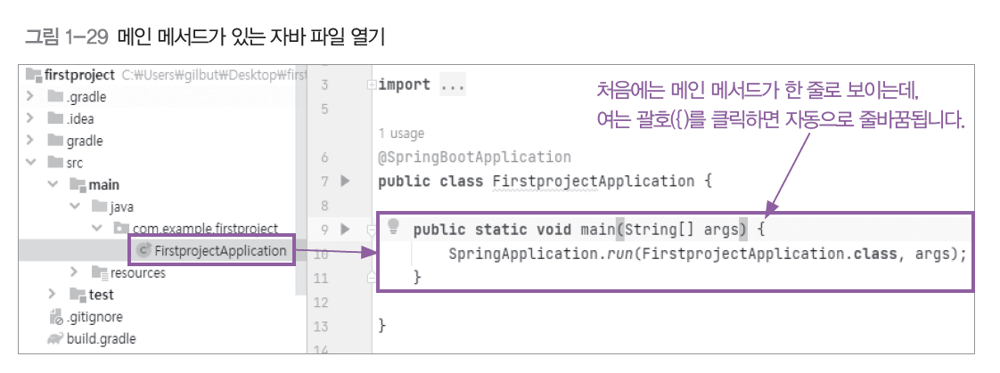 그림 1-29 메인 메서드가 있는 자바 파일 열기
firstproject C:₩Users₩gilbut₩Desktop₩first
.gradle
.idea
gradle
src
main
java
com.example.firstproject
FirstprojectApplication
resources
test
.gitignore
build.gradle
처음에는 메인 메서드가 한 줄로 보이는데,
여는 괄호({)를 클릭하면 자동으로 줄바꿈됩니다.
3 import ...
5
1 usage
6 @SpringBootApplication
7 public class FirstprojectApplication {
8
9 public static void main(String[] args) {
10 SpringApplication.run(FirstprojectApplication.class, args);
11 }
12
13 }
14